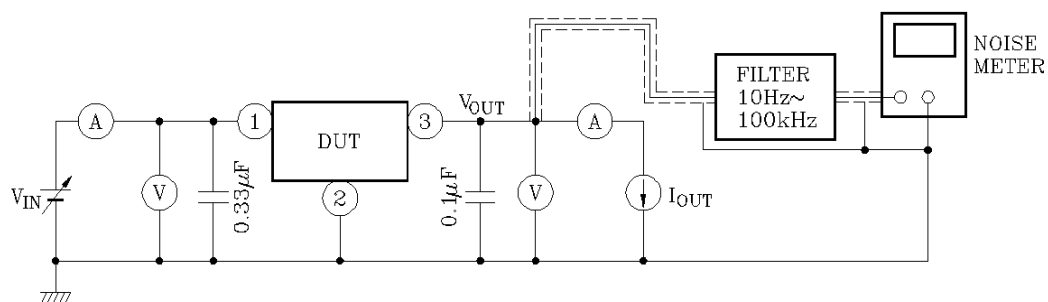 NOISE
METER
FILTER
10Hz~
100kHz
V_OUT
A
A
1
DUT
3
V_IN
V
0.33µF
2
0.1µF
V
I_OUT